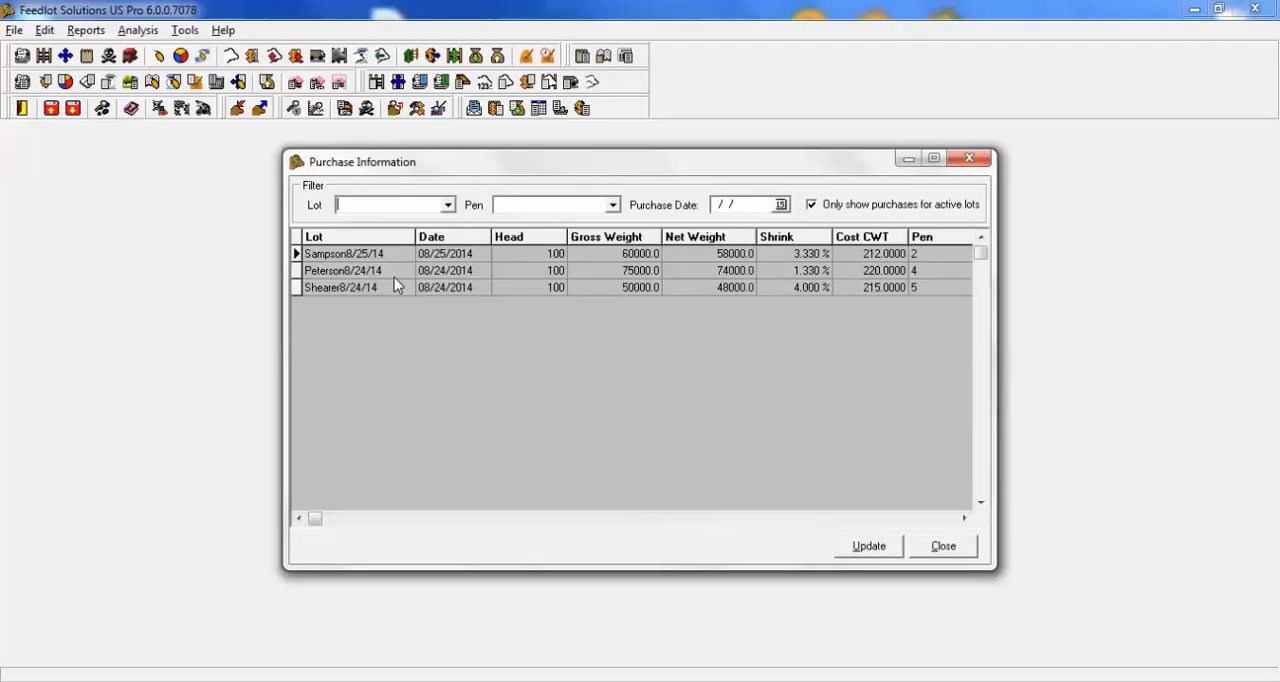 Feedlot Solutions US Pro 6.0.0.7078
File Edit Reports Analysis Tools Help
Purchase Information
Filter
Lot Pen Purchase Date: / / 15 Only show purchases for active lots
Lot Date Head Gross Weight Net Weight Shrink Cost CWT Pen
Sampson8/25/14 08/25/2014 100 60000.0 58000.0 3.330 % 212.0000 2
Peterson8/24/14 08/24/2014 100 75000.0 74000.0 1.330 % 220.0000 4
Shearer8/24/14 08/24/2014 100 50000.0 48000.0 4.000 % 215.0000 5
Update Close